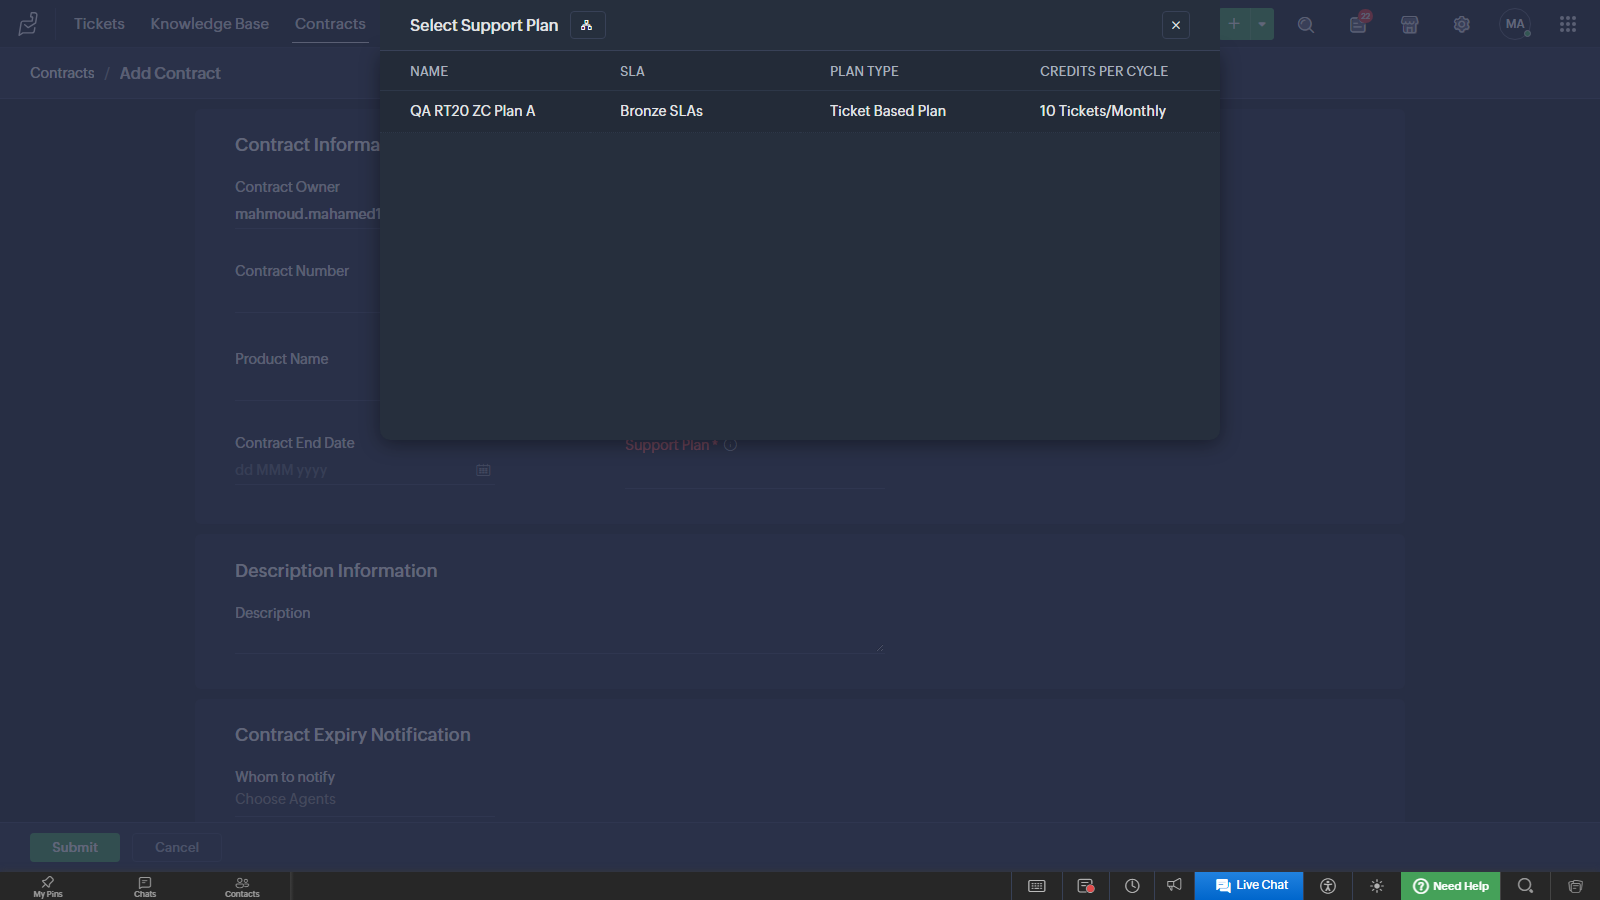 Tickets
Knowledge Base
Contracts
Select Support Plan
22
MA
Contracts / Add Contract
NAME
SLA
PLAN TYPE
CREDITS PER CYCLE
QA RT20 ZC Plan A
Bronze SLAs
Ticket Based Plan
10 Tickets/Monthly
Contract Informa
Contract Owner
mahmoud.mahamed1
Contract Number
Product Name
Contract End Date
dd MMM yyyy
Support Plan *
Description Information
Description
Contract Expiry Notification
Whom to notify
Choose Agents
Submit
Cancel
My Pins
Chats
Contacts
Live Chat
Need Help